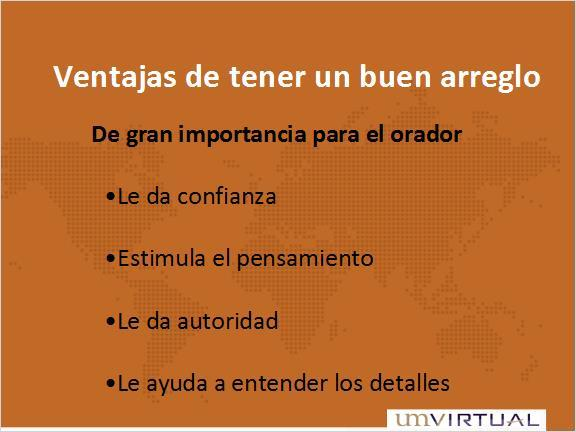 Ventajas de tener un buen arreglo
De gran importancia para el orador
•Le da confianza
•Estimula el pensamiento
•Le da autoridad
•Le ayuda a entender los detalles
UMVIRTUAL